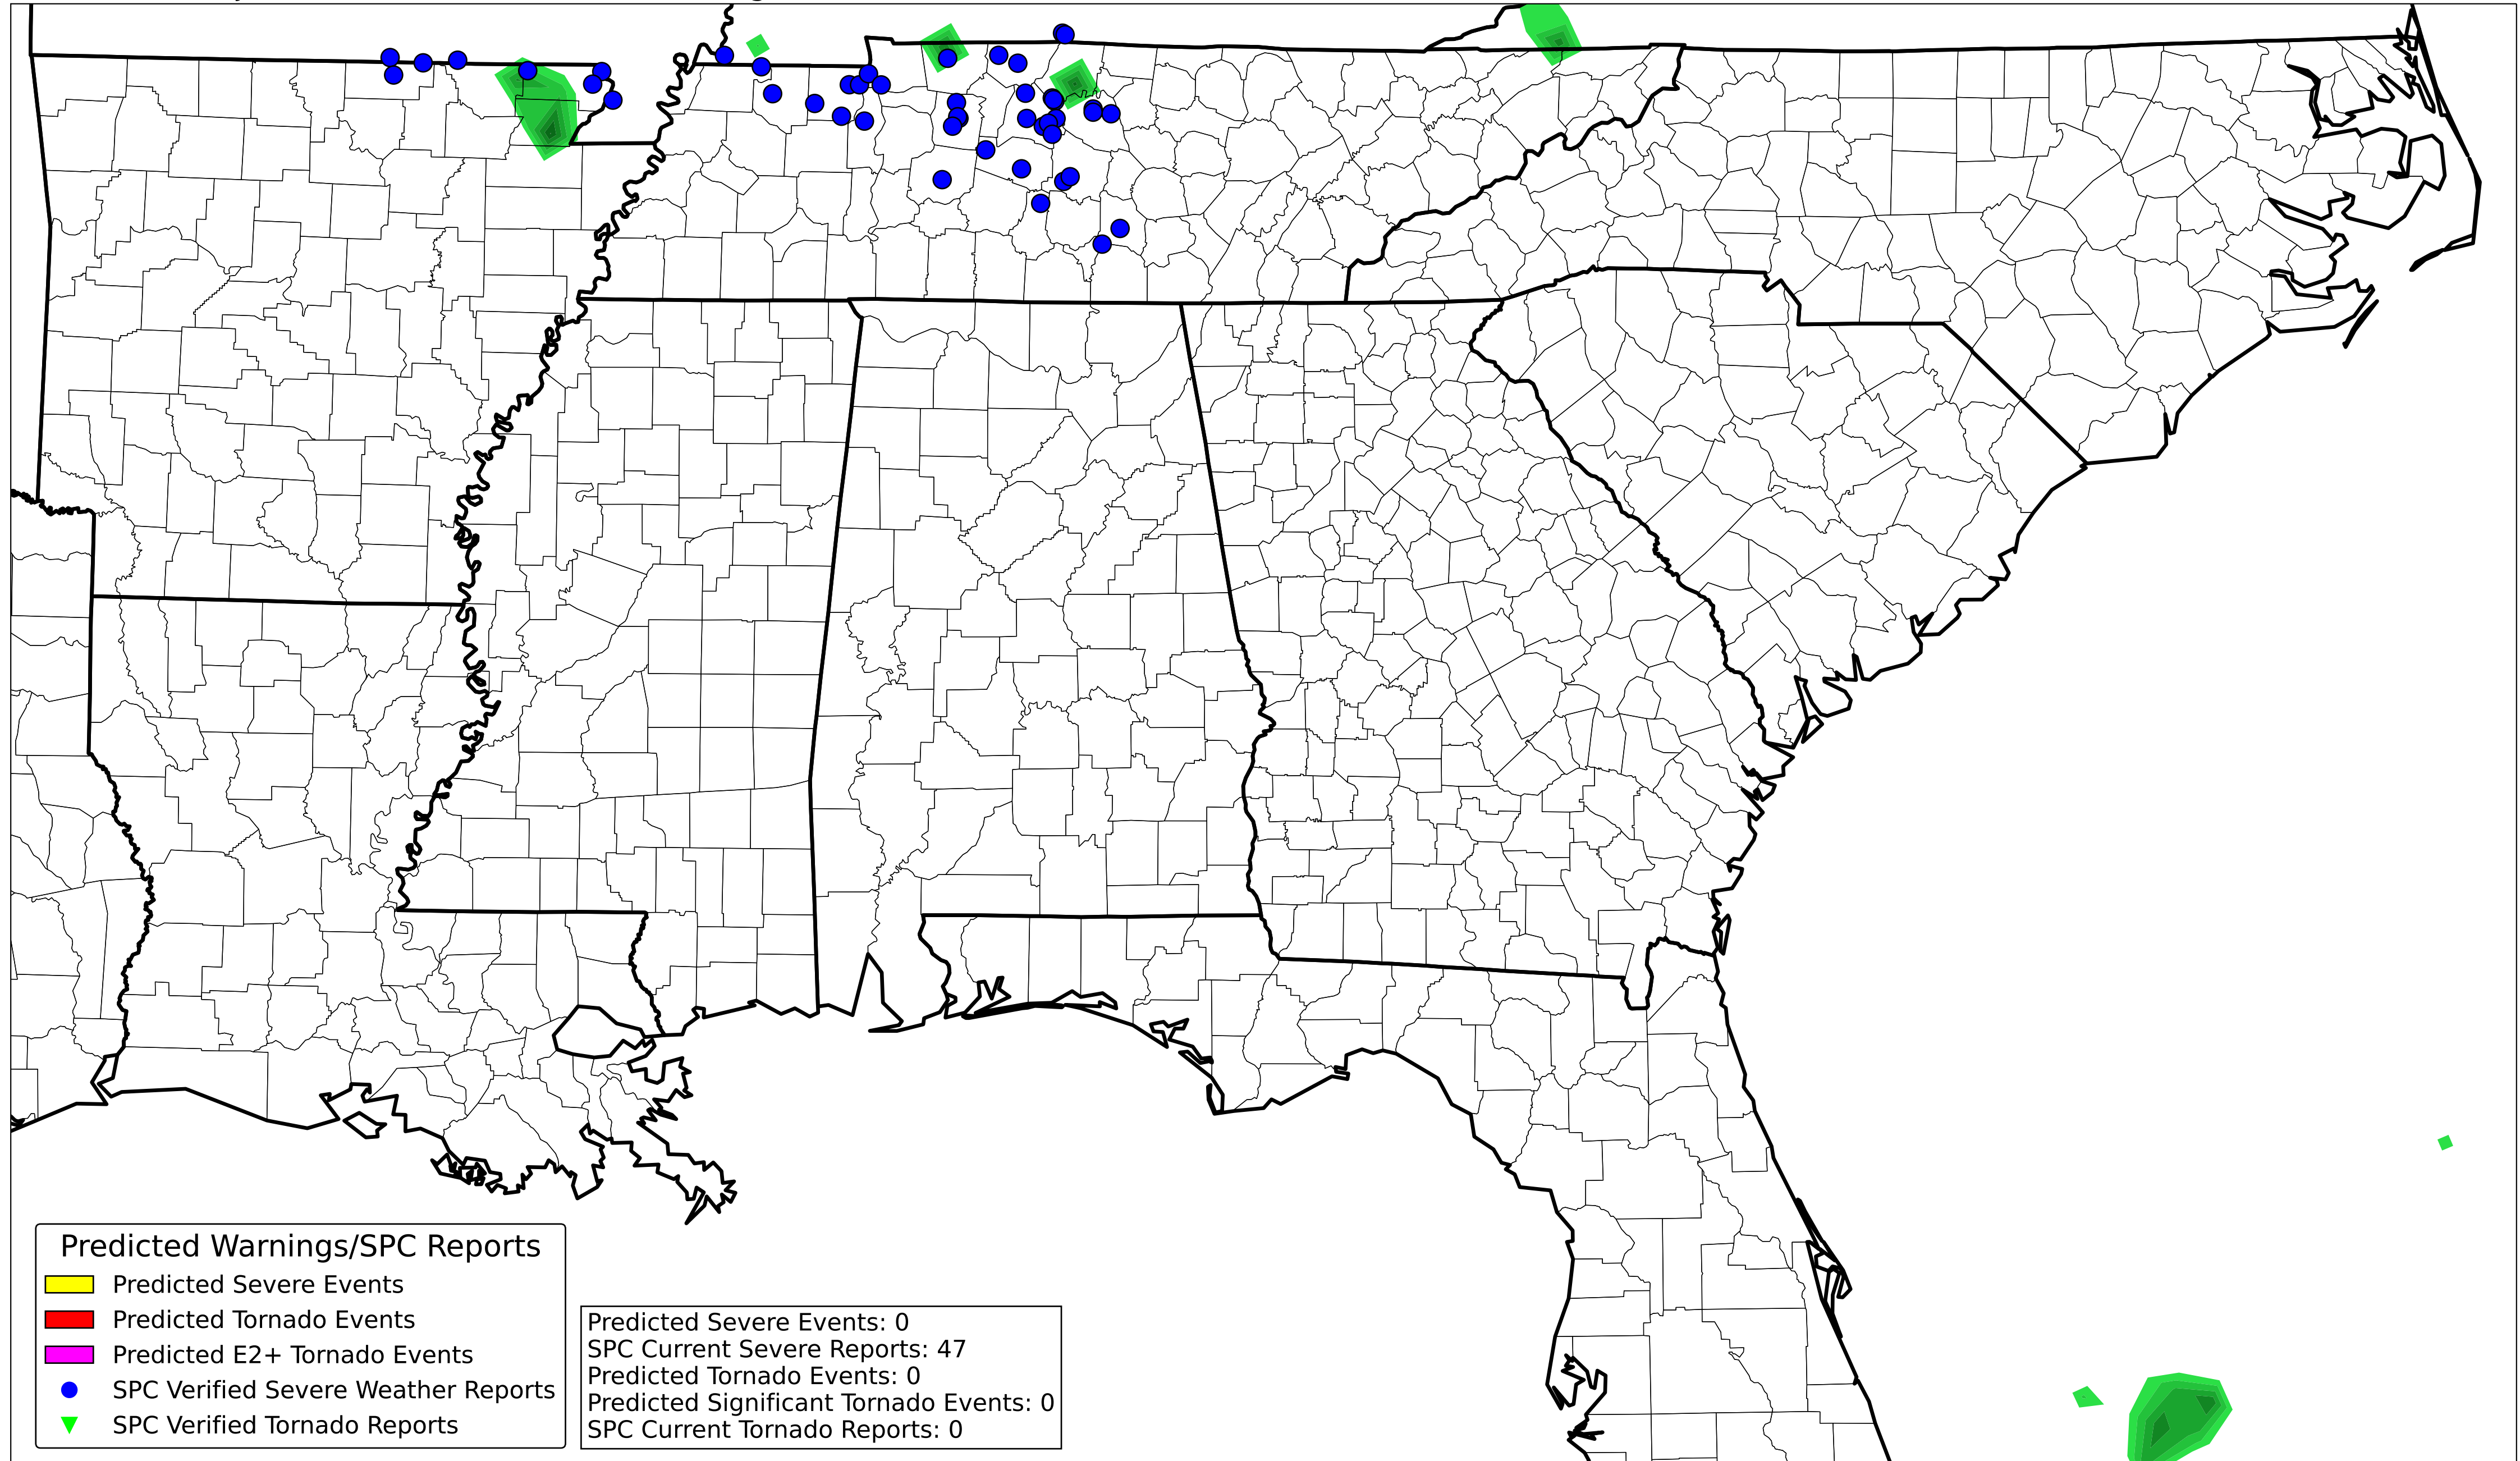 Predicted Warnings/SPC Reports
Predicted Severe Events
Predicted Tornado Events
Predicted E2+ Tornado Events
SPC Verified Severe Weather Reports
SPC Verified Tornado Reports
Predicted Severe Events: 0
SPC Current Severe Reports: 47
Predicted Tornado Events: 0
Predicted Significant Tornado Events: 0
SPC Current Tornado Reports: 0